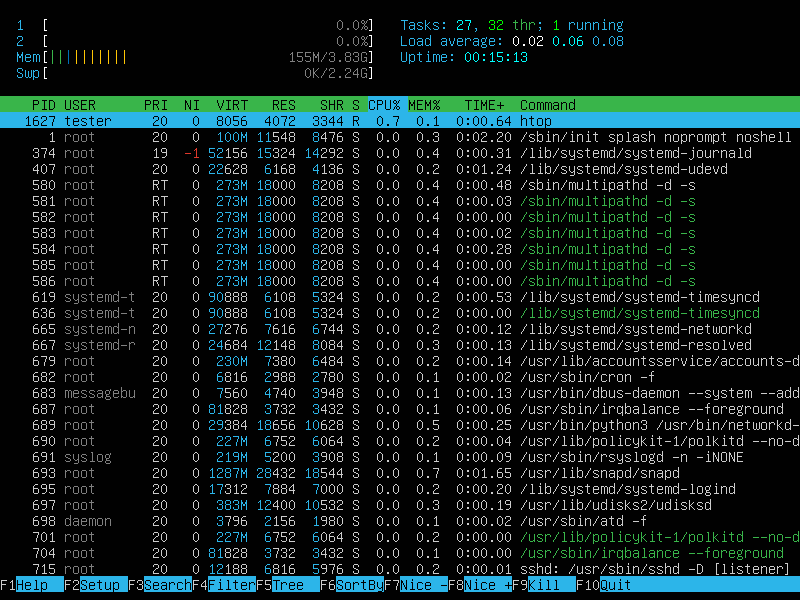 1 [ 0.0%] Tasks: 27, 32 thr; 1 running
2 [ 0.0%] Load average: 0.02 0.06 0.08
Mem[||||||||||| 155M/3.83G] Uptime: 00:15:13
Swp[ 0K/2.24G]
PID USER PRI NI VIRT RES SHR S CPU% MEM% TIME+ Command
1627 tester 20 0 8056 4072 3344 R 0.7 0.1 0:00.64 htop
1 root 20 0 100M 11548 8476 S 0.0 0.3 0:02.20 /sbin/init splash noprompt noshell
374 root 19 -1 52156 15324 14292 S 0.0 0.4 0:00.31 /lib/systemd/systemd-journald
407 root 20 0 22628 6168 4136 S 0.0 0.2 0:01.24 /lib/systemd/systemd-udevd
580 root RT 0 273M 18000 8208 S 0.0 0.4 0:00.48 /sbin/multipathd -d -s
581 root RT 0 273M 18000 8208 S 0.0 0.4 0:00.03 /sbin/multipathd -d -s
582 root RT 0 273M 18000 8208 S 0.0 0.4 0:00.00 /sbin/multipathd -d -s
583 root RT 0 273M 18000 8208 S 0.0 0.4 0:00.02 /sbin/multipathd -d -s
584 root RT 0 273M 18000 8208 S 0.0 0.4 0:00.28 /sbin/multipathd -d -s
585 root RT 0 273M 18000 8208 S 0.0 0.4 0:00.00 /sbin/multipathd -d -s
586 root RT 0 273M 18000 8208 S 0.0 0.4 0:00.00 /sbin/multipathd -d -s
619 systemd-t 20 0 90888 6108 5324 S 0.0 0.2 0:00.53 /lib/systemd/systemd-timesyncd
636 systemd-t 20 0 90888 6108 5324 S 0.0 0.2 0:00.00 /lib/systemd/systemd-timesyncd
665 systemd-n 20 0 27276 7616 6744 S 0.0 0.2 0:00.12 /lib/systemd/systemd-networkd
667 systemd-r 20 0 24684 12148 8084 S 0.0 0.3 0:00.13 /lib/systemd/systemd-resolved
679 root 20 0 230M 7380 6484 S 0.0 0.2 0:00.14 /usr/lib/accountsservice/accounts-d
682 root 20 0 6816 2988 2780 S 0.0 0.1 0:00.02 /usr/sbin/cron -f
683 messagebu 20 0 7560 4740 3948 S 0.0 0.1 0:00.13 /usr/bin/dbus-daemon --system --add
687 root 20 0 81828 3732 3432 S 0.0 0.1 0:00.06 /usr/sbin/irqbalance --foreground
689 root 20 0 29384 18656 10628 S 0.0 0.5 0:00.25 /usr/bin/python3 /usr/bin/networkd-
690 root 20 0 227M 6752 6064 S 0.0 0.2 0:00.04 /usr/lib/policykit-1/polkitd --no-d
691 syslog 20 0 219M 5200 3908 S 0.0 0.1 0:00.09 /usr/sbin/rsyslogd -n -iNONE
693 root 20 0 1287M 28432 18544 S 0.0 0.7 0:01.65 /usr/lib/snapd/snapd
695 root 20 0 17312 7884 7000 S 0.0 0.2 0:00.20 /lib/systemd/systemd-logind
697 root 20 0 383M 12400 10532 S 0.0 0.3 0:00.19 /usr/lib/udisks2/udisksd
698 daemon 20 0 3796 2156 1980 S 0.0 0.1 0:00.02 /usr/sbin/atd -f
701 root 20 0 227M 6752 6064 S 0.0 0.2 0:00.00 /usr/lib/policykit-1/polkitd --no-d
704 root 20 0 81828 3732 3432 S 0.0 0.1 0:00.00 /usr/sbin/irqbalance --foreground
715 root 20 0 12188 6816 5976 S 0.0 0.2 0:00.01 sshd: /usr/sbin/sshd -D [listener]
F1Help F2Setup F3SearchF4FilterF5Tree F6SortByF7Nice -F8Nice +F9Kill F10Quit